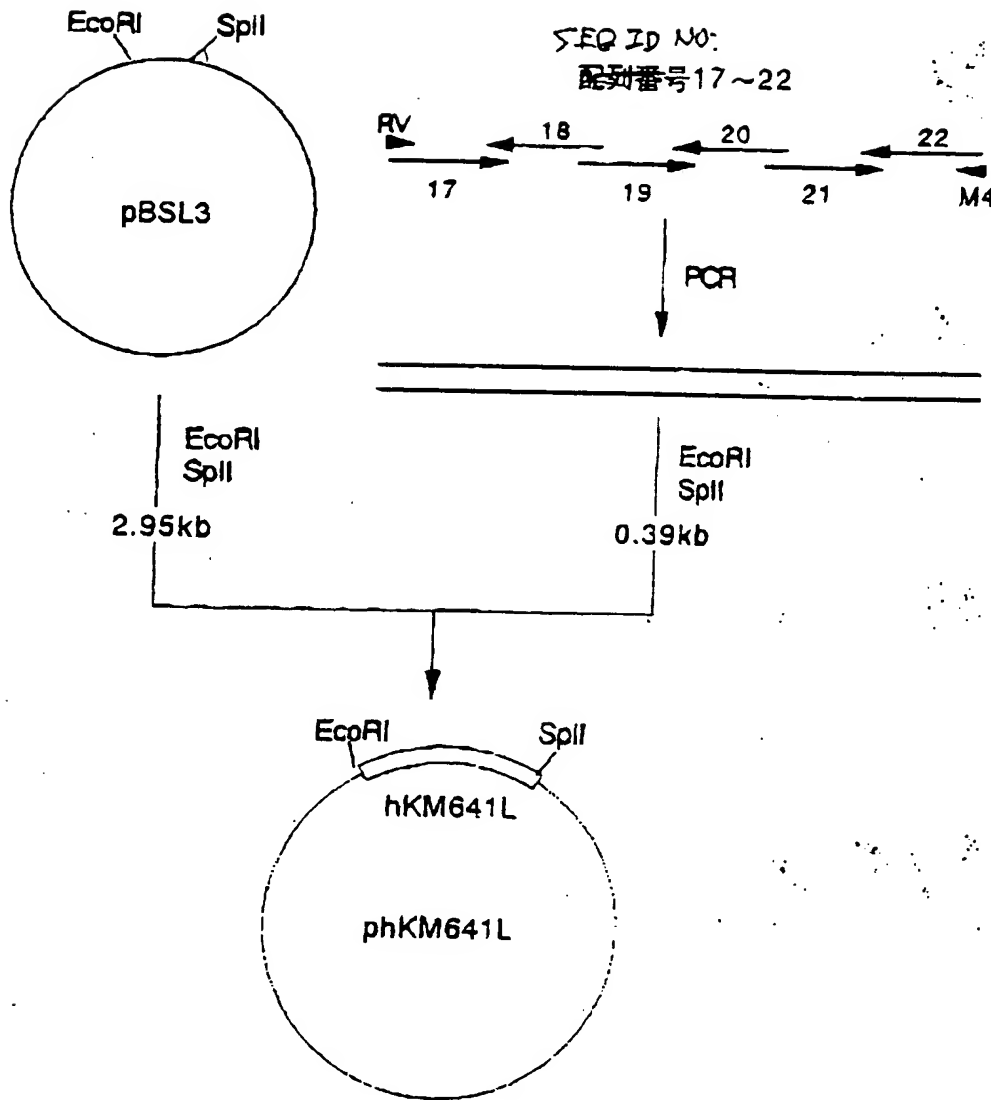 EcoRI SplI
SEQ ID NO:
配列番号17~22
RV 18 20 22
17 19 21 M4
pBSL3
PCR
EcoRI
SplI
2.95kb
EcoRI
SplI
0.39kb
EcoRI SplI
hKM641L
phKM641L